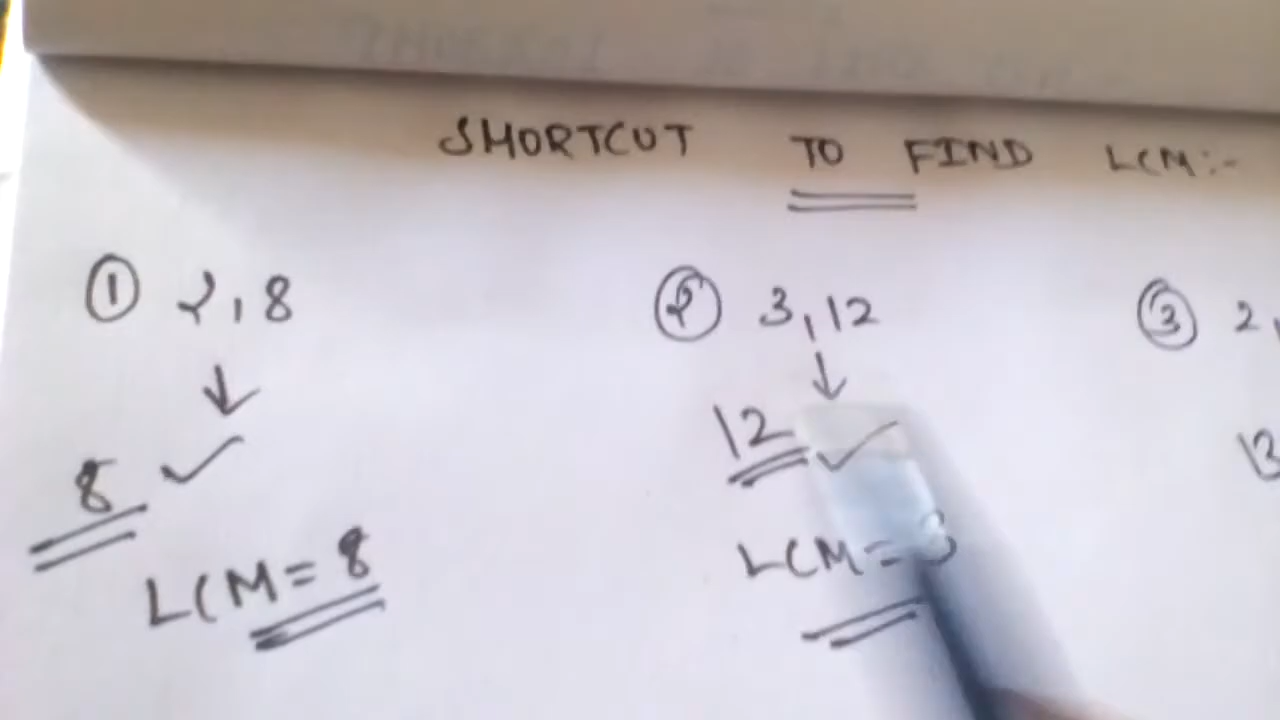 SHORTCUT TO FIND LCM:-
① 2,8
② 3,12
③ 2,
8
12
LCM = 8
LCM =